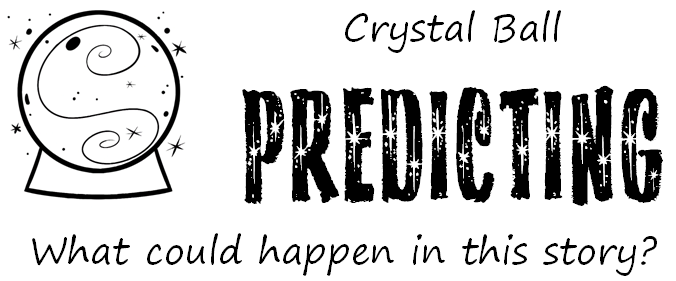 Crystal Ball
PREDICTING
What could happen in this story?